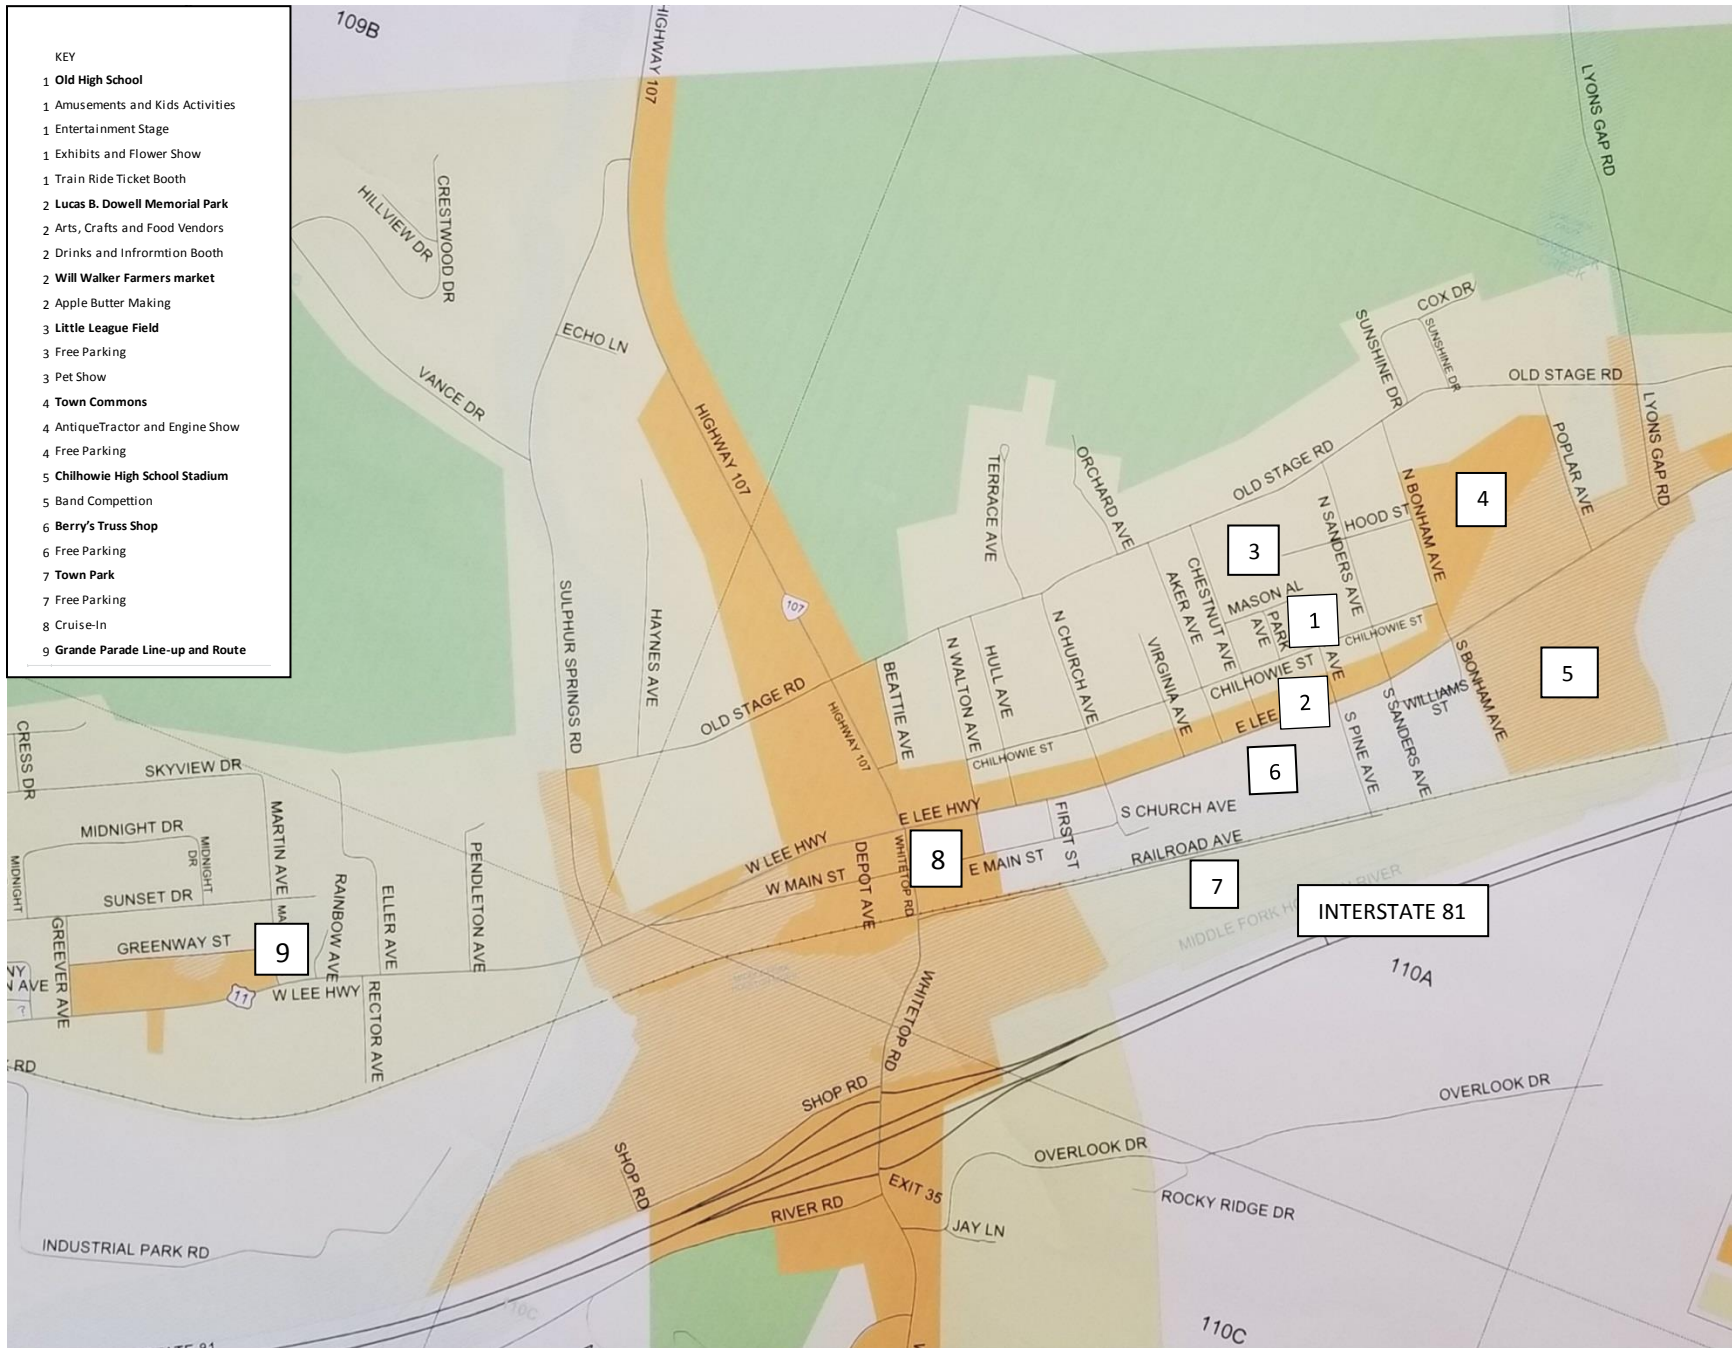 KEY
1 Old High School
1 Amusements and Kids Activities
1 Entertainment Stage
1 Exhibits and Flower Show
1 Train Ride Ticket Booth
2 Lucas B. Dowell Memorial Park
2 Arts, Crafts and Food Vendors
2 Drinks and Infrormtion Booth
2 Will Walker Farmers market
2 Apple Butter Making
3 Little League Field
3 Free Parking
3 Pet Show
4 Town Commons
4 AntiqueTractor and Engine Show
4 Free Parking
5 Chilhowie High School Stadium
5 Band Compettion
6 Berry's Truss Shop
6 Free Parking
7 Town Park
7 Free Parking
8 Cruise-In
9 Grande Parade Line-up and Route
109B
HIGHWAY 107
LYONS GAP RD
CRESTWOOD DR
HILLVIEW DR
ECHO LN
VANCE DR
COX DR
SUNSHINE DR
SUNSHINE DR
OLD STAGE RD
LYONS GAP RD
POPLAR AVE
HIGHWAY 107
TERRACE AVE
ORCHARD AVE
OLD STAGE RD
N SANDERS AVE
HOOD ST
N BONHAM AVE
4
3
107
SULPHUR SPRINGS RD
HAYNES AVE
OLD STAGE RD
HIGHWAY 107
BEATTIE AVE
N WALTON AVE
HULL AVE
N CHURCH AVE
VIRGINIA AVE
AKER AVE
CHESTNUT AVE
MASON AL
PARK AVE
1
CHILHOWIE ST
CHILHOWIE ST
AVE
2
E LEE
CHILHOWIE ST
S PINE AVE
S SANDERS AVE
WILLIAMS ST
S BONHAM AVE
5
6
CRESS DR
SKYVIEW DR
MIDNIGHT DR
MIDNIGHT DR
MIDNIGHT
SUNSET DR
MARTIN AVE
MA
RAINBOW AVE
ELLER AVE
PENDLETON AVE
GREENWAY ST
GREEVER AVE
9
11
W LEE HWY
RECTOR AVE
NY
N AVE
?
RD
E LEE HWY
W LEE HWY
W MAIN ST
DEPOT AVE
WHITETOP RD
8
E MAIN ST
FIRST ST
S CHURCH AVE
RAILROAD AVE
7
MIDDLE FORK HO
RIVER
INTERSTATE 81
110A
WHITETOP RD
SHOP RD
SHOP RD
OVERLOOK DR
OVERLOOK DR
EXIT 35
ROCKY RIDGE DR
RIVER RD
JAY LN
INDUSTRIAL PARK RD
110C
110C